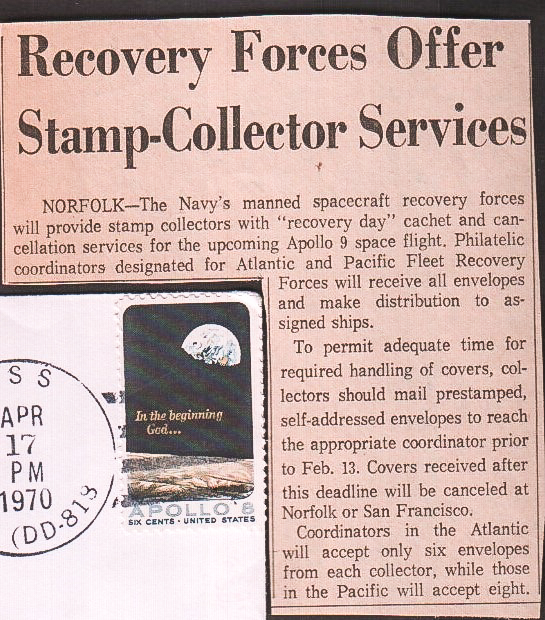 Recovery Forces Offer
Stamp-Collector Services
NORFOLK—The Navy's manned spacecraft recovery forces
will provide stamp collectors with "recovery day" cachet and can-
cellation services for the upcoming Apollo 9 space flight. Philatelic
coordinators designated for Atlantic and Pacific Fleet Recovery
Forces will receive all envelopes
and make distribution to as-
signed ships.
To permit adequate time for
required handling of covers, col-
lectors should mail prestamped,
self-addressed envelopes to reach
the appropriate coordinator prior
to Feb. 13. Covers received after
this deadline will be canceled at
Norfolk or San Francisco.
Coordinators in the Atlantic
will accept only six envelopes
from each collector, while those
in the Pacific will accept eight.
S S
APR
17
PM
1970
(DD-813
In the beginning
God...
APOLLO 8
SIX CENTS · UNITED STATES